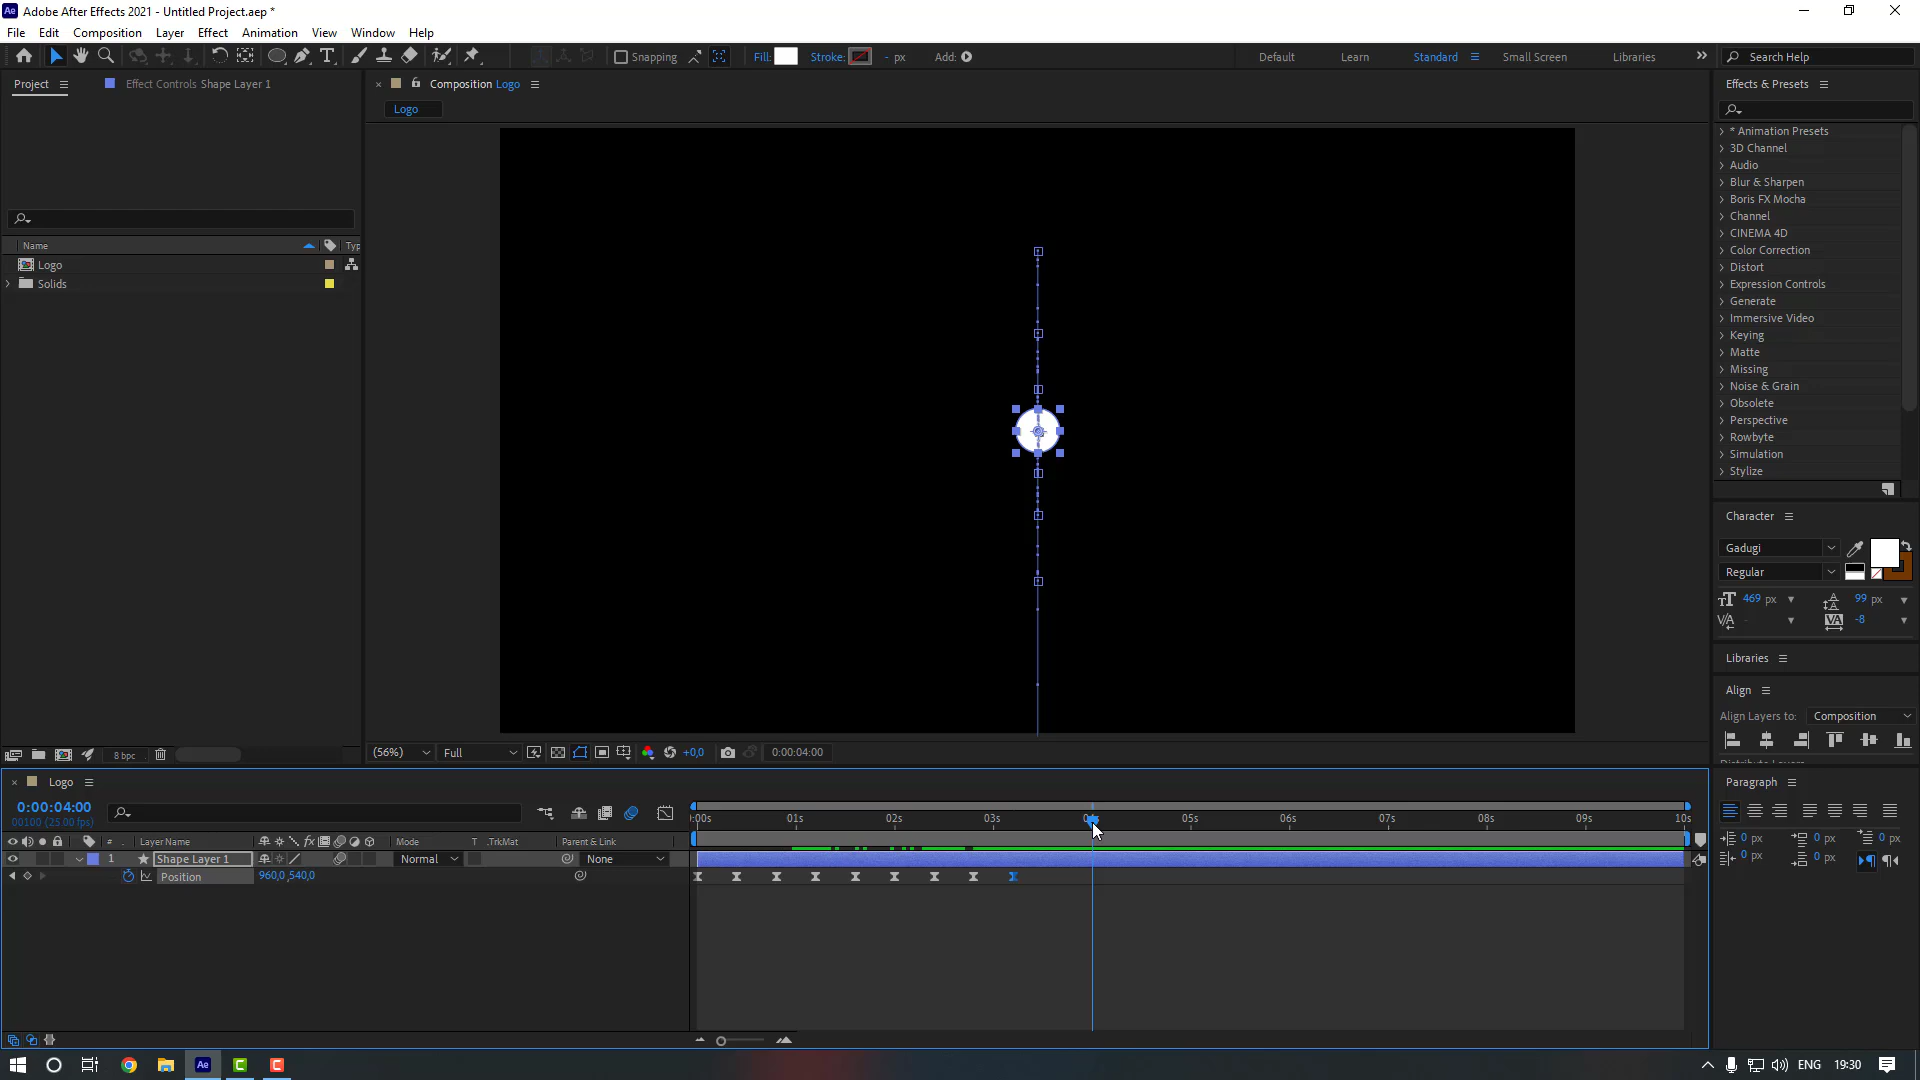 Adobe After Effects 2021 - Untitled Project.aep *
File Edit Composition Layer Effect Animation View Window Help
Snapping Fill: Stroke: - px Add: Default Learn Standard Small Screen Libraries Search Help
Project Effect Controls Shape Layer 1
Composition Logo
Logo
Effects & Presets
* Animation Presets
3D Channel
Audio
Blur & Sharpen
Boris FX Mocha
Channel
CINEMA 4D
Color Correction
Distort
Expression Controls
Generate
Immersive Video
Keying
Matte
Missing
Noise & Grain
Obsolete
Perspective
Rowbyte
Simulation
Stylize
Name Typ
Logo
Solids
Character
Gadugi
Regular
469 px 99 px
-8
Libraries
Align
Align Layers to: Composition
Distribute Layers
8 bpc
(56%) Full +0,0 0:00:04:00
Logo
0:00:04:00
00100 (25.00 fps)
:00s 01s 02s 03s 04s 05s 06s 07s 08s 09s 10s
# Layer Name fx Mode T .TrkMat Parent & Link
1 Shape Layer 1 Normal None
Position 960,0,540,0
Paragraph
0 px 0 px 0 px
0 px 0 px
Ae ENG 19:30